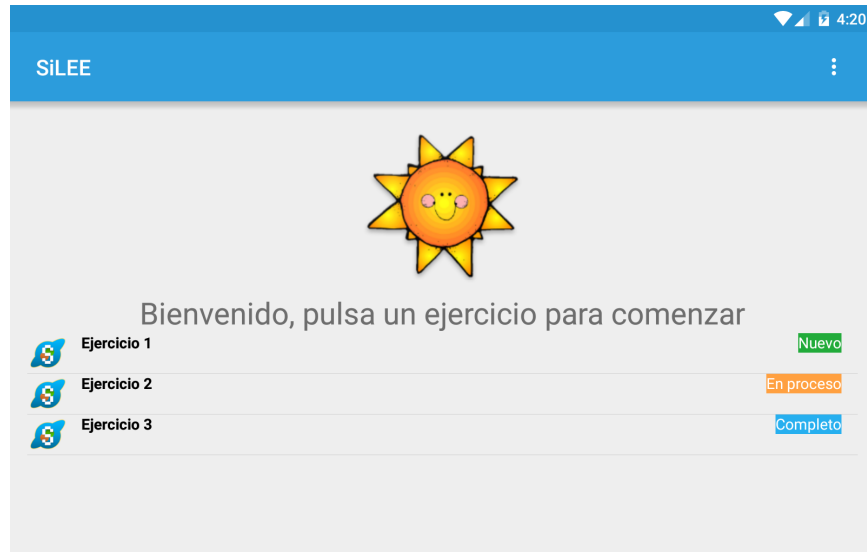 4:20
SiLEE
Bienvenido, pulsa un ejercicio para comenzar
Ejercicio 1 Nuevo
Ejercicio 2 En proceso
Ejercicio 3 Completo